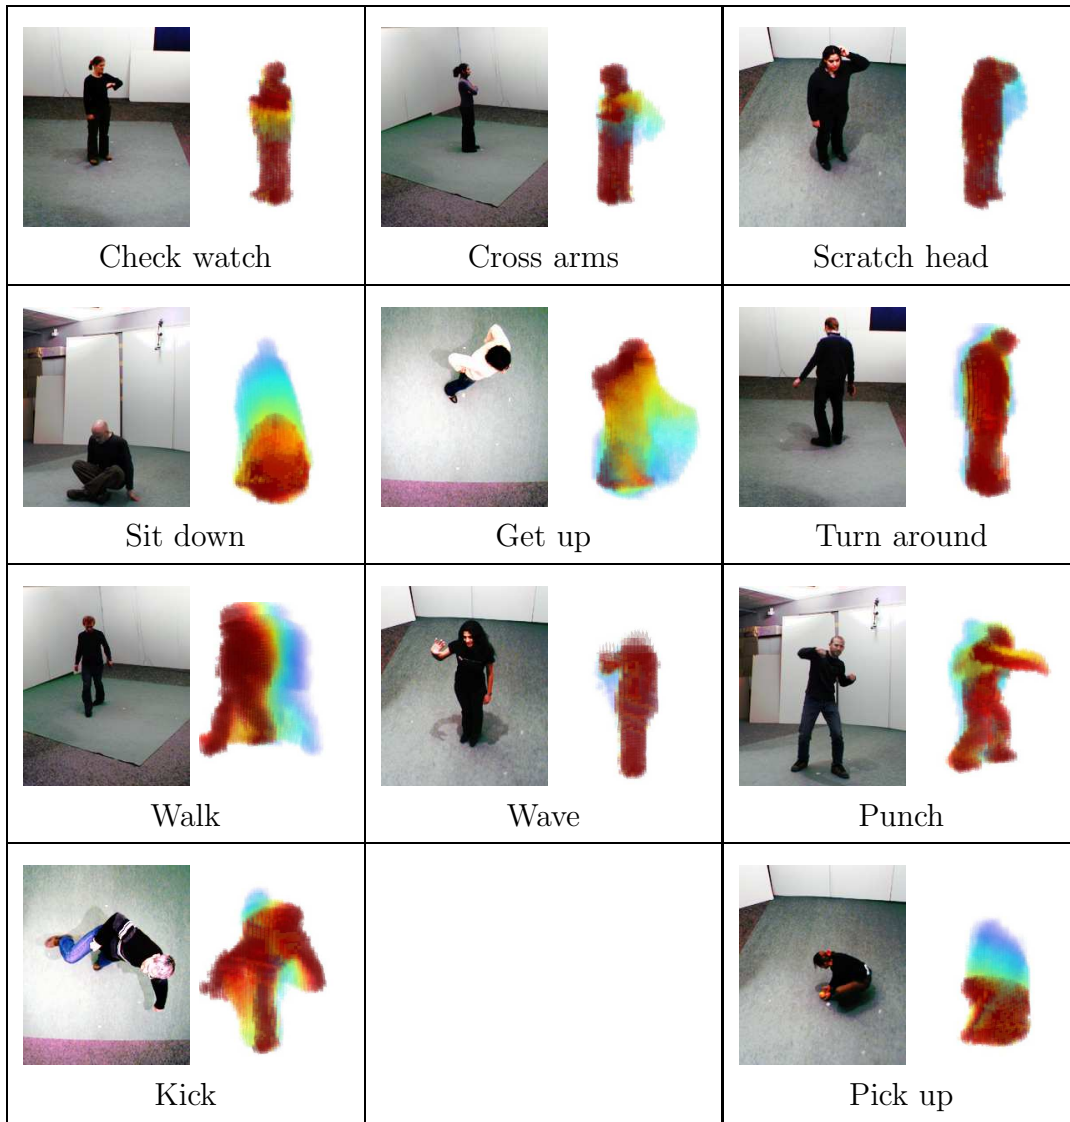 Check watch
Cross arms
Scratch head
Sit down
Get up
Turn around
Walk
Wave
Punch
Kick
Pick up